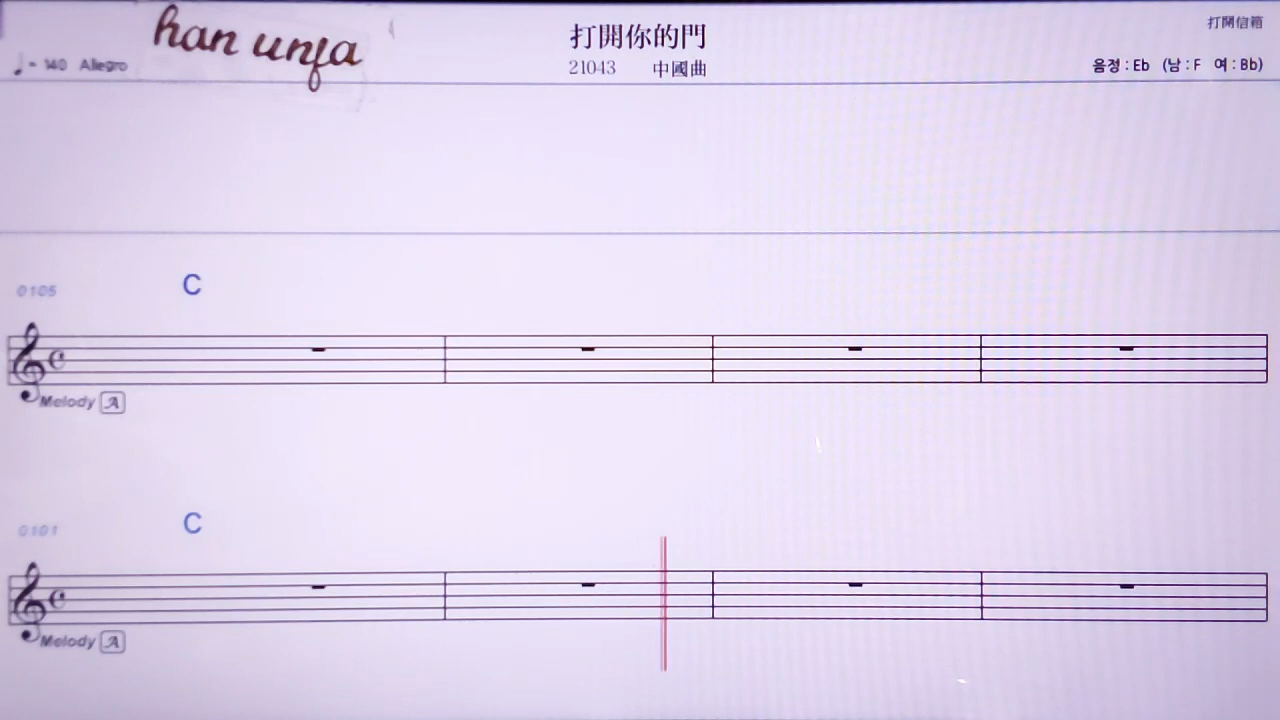 han unfa
打開你的門
打開信箱
♩= 140 Allegro
21043 中國曲
음정 : Eb (남 : F 여 : Bb)
0105
C
Melody A
0101
C
Melody A